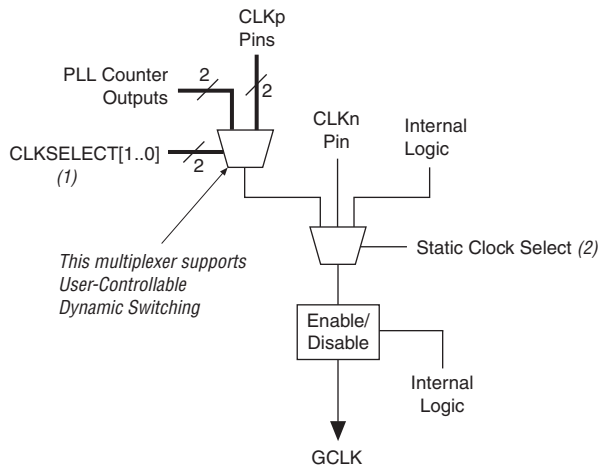 CLKp
Pins
PLL Counter
Outputs
2
2
CLKn
Pin
Internal
Logic
CLKSELECT[1..0]
(1)
2
This multiplexer supports
User-Controllable
Dynamic Switching
Static Clock Select (2)
Enable/
Disable
Internal
Logic
GCLK